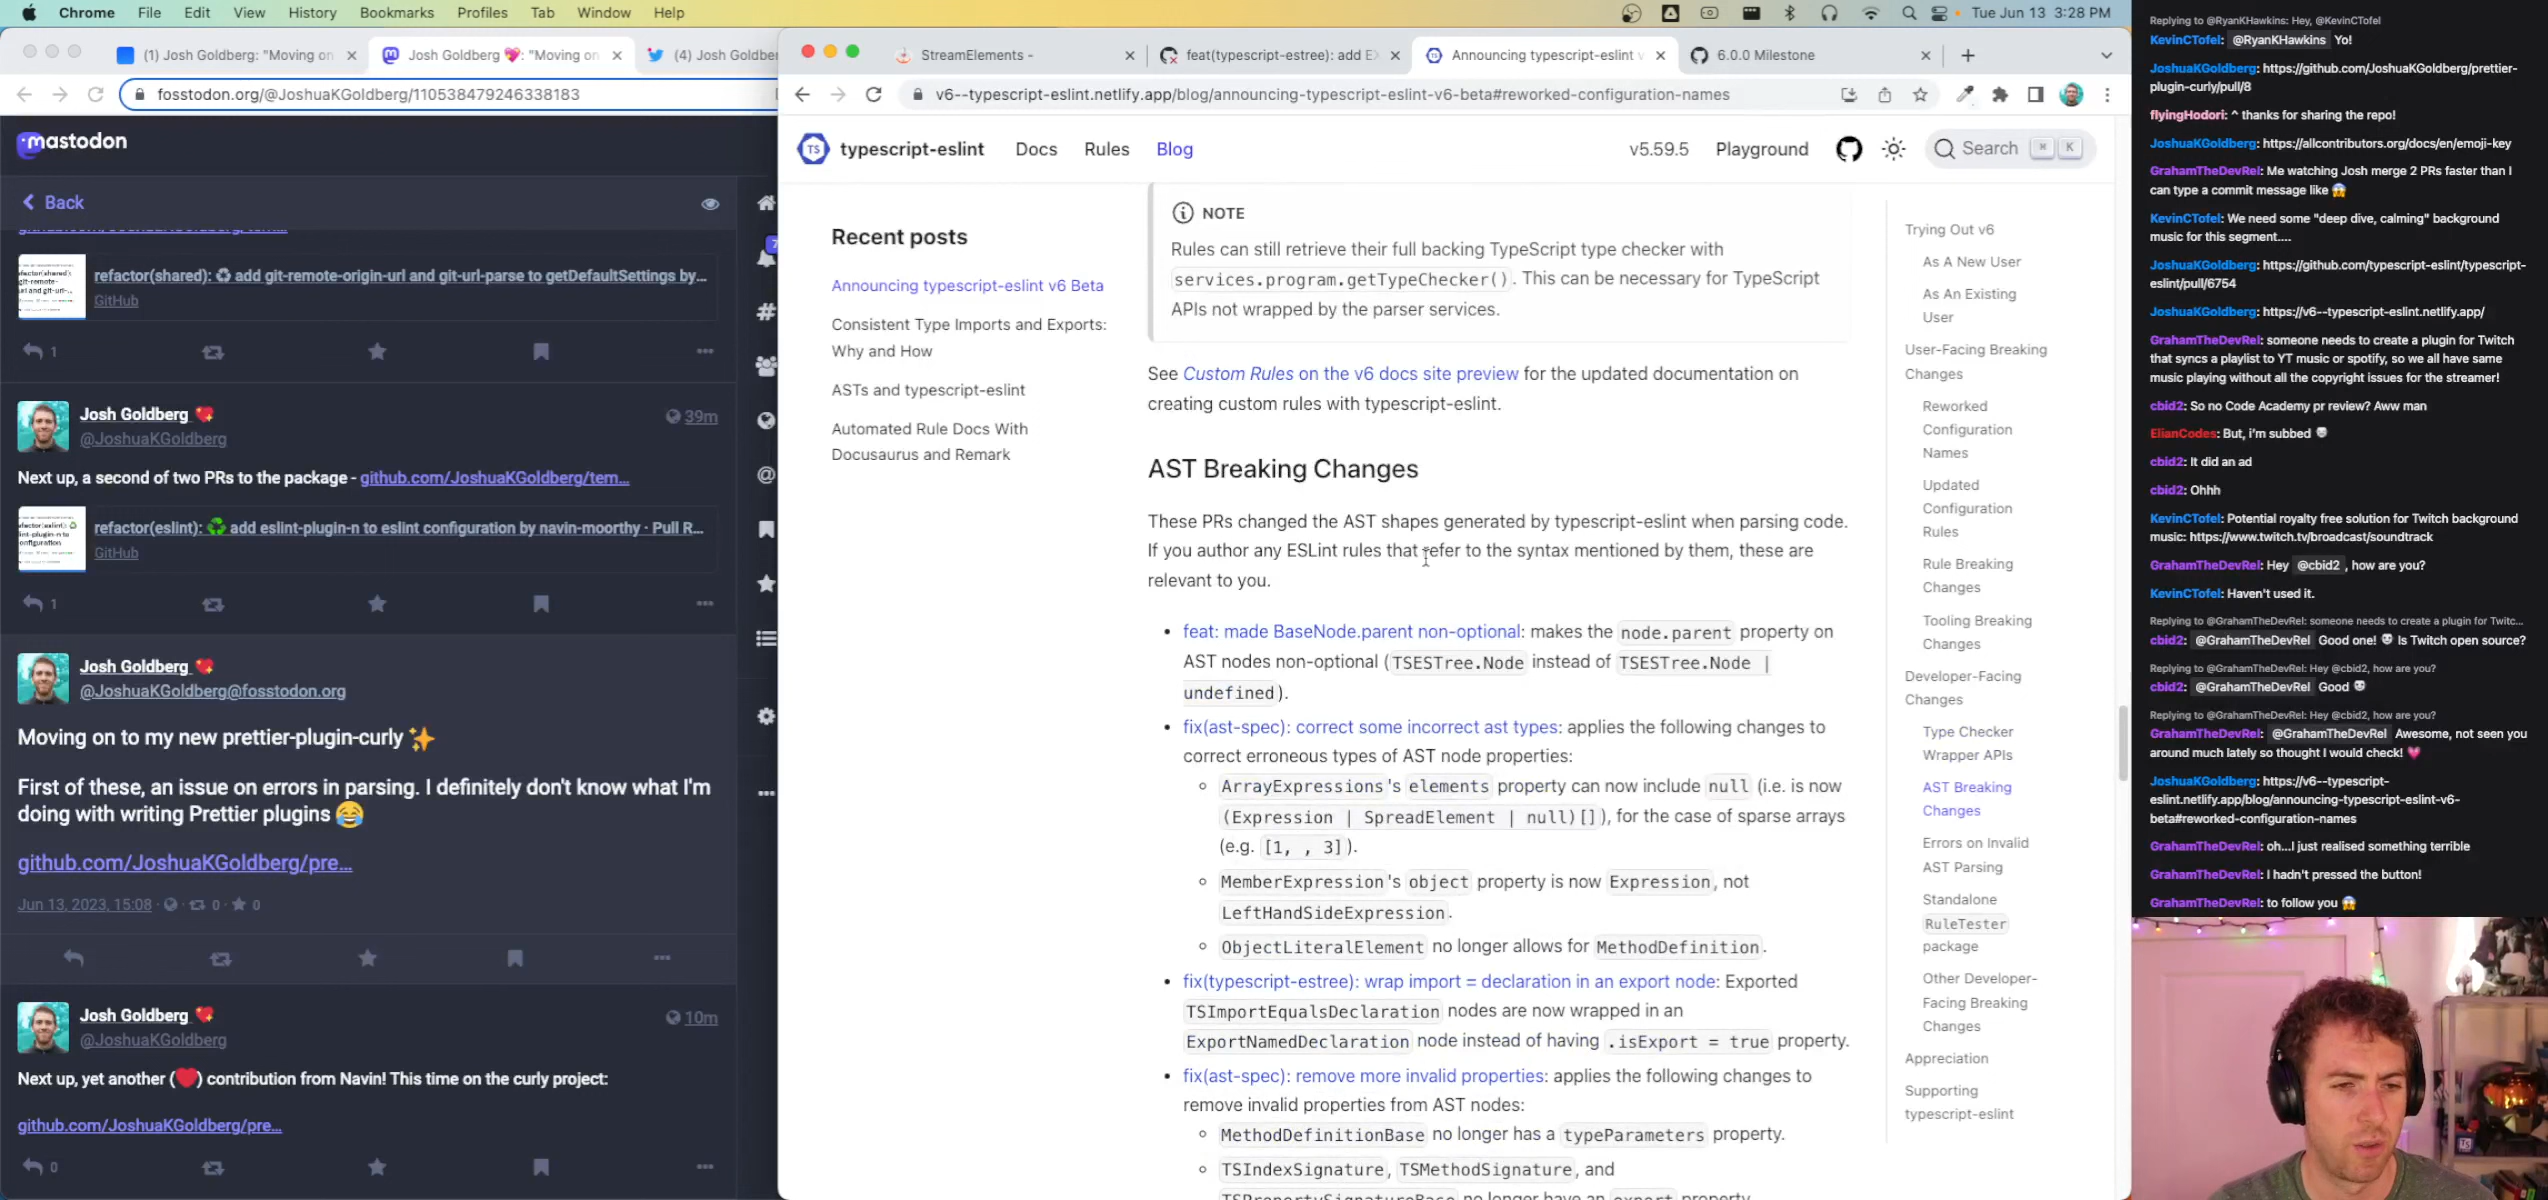 Chrome File Edit View History Bookmarks Profiles Tab Window Help
Tue Jun 13 3:28 PM
(1) Josh Goldberg: "Moving on
Josh Goldberg 💖: "Moving on
(4) Josh Goldbe
fosstodon.org/@JoshuaKGoldberg/110538479246338183
mastodon
Back
refactor(shared): ♻️ add git-remote-origin-url and git-url-parse to getDefaultSettings by...
GitHub
1
Josh Goldberg 💖
39m
@JoshuaKGoldberg
Next up, a second of two PRs to the package - github.com/JoshuaKGoldberg/tem...
refactor(eslint): ♻️ add eslint-plugin-n to eslint configuration by navin-moorthy · Pull R...
GitHub
1
Josh Goldberg 💖
@JoshuaKGoldberg@fosstodon.org
Moving on to my new prettier-plugin-curly ✨
First of these, an issue on errors in parsing. I definitely don't know what I'm
doing with writing Prettier plugins 😂
github.com/JoshuaKGoldberg/pre...
Jun 13, 2023, 15:08 · 0 · 0
Josh Goldberg 💖
10m
@JoshuaKGoldberg
Next up, yet another (❤️) contribution from Navin! This time on the curly project:
github.com/JoshuaKGoldberg/pre...
0
7
StreamElements -
feat(typescript-estree): add E
Announcing typescript-eslint v
6.0.0 Milestone
v6--typescript-eslint.netlify.app/blog/announcing-typescript-eslint-v6-beta#reworked-configuration-names
TS typescript-eslint Docs Rules Blog
v5.59.5 Playground
Search ⌘ K
Recent posts
Announcing typescript-eslint v6 Beta
Consistent Type Imports and Exports:
Why and How
ASTs and typescript-eslint
Automated Rule Docs With
Docusaurus and Remark
NOTE
Rules can still retrieve their full backing TypeScript type checker with
services.program.getTypeChecker(). This can be necessary for TypeScript
APIs not wrapped by the parser services.
See Custom Rules on the v6 docs site preview for the updated documentation on
creating custom rules with typescript-eslint.
AST Breaking Changes
These PRs changed the AST shapes generated by typescript-eslint when parsing code.
If you author any ESLint rules that refer to the syntax mentioned by them, these are
relevant to you.
• feat: made BaseNode.parent non-optional: makes the node.parent property on
AST nodes non-optional (TSESTree.Node instead of TSESTree.Node |
undefined).
• fix(ast-spec): correct some incorrect ast types: applies the following changes to
correct erroneous types of AST node properties:
ArrayExpressions's elements property can now include null (i.e. is now
(Expression | SpreadElement | null)[]), for the case of sparse arrays
(e.g. [1, , 3]).
MemberExpression's object property is now Expression, not
LeftHandSideExpression.
ObjectLiteralElement no longer allows for MethodDefinition.
• fix(typescript-estree): wrap import = declaration in an export node: Exported
TSImportEqualsDeclaration nodes are now wrapped in an
ExportNamedDeclaration node instead of having .isExport = true property.
• fix(ast-spec): remove more invalid properties: applies the following changes to
remove invalid properties from AST nodes:
MethodDefinitionBase no longer has a typeParameters property.
TSIndexSignature, TSMethodSignature, and
TSPropertySignatureBase no longer have an export property.
Trying Out v6
As A New User
As An Existing
User
User-Facing Breaking
Changes
Reworked
Configuration
Names
Updated
Configuration
Rules
Rule Breaking
Changes
Tooling Breaking
Changes
Developer-Facing
Changes
Type Checker
Wrapper APIs
AST Breaking
Changes
Errors on Invalid
AST Parsing
Standalone
RuleTester
package
Other Developer-
Facing Breaking
Changes
Appreciation
Supporting
typescript-eslint
Replying to @RyanKHawkins: Hey, @KevinCTofel
KevinCTofel: @RyanKHawkins Yo!
JoshuaKGoldberg: https://github.com/JoshuaKGoldberg/prettier-
plugin-curly/pull/8
flyingHodori: ^ thanks for sharing the repo!
JoshuaKGoldberg: https://allcontributors.org/docs/en/emoji-key
GrahamTheDevRel: Me watching Josh merge 2 PRs faster than I
can type a commit message like 😱
KevinCTofel: We need some "deep dive, calming" background
music for this segment....
JoshuaKGoldberg: https://github.com/typescript-eslint/typescript-
eslint/pull/6754
JoshuaKGoldberg: https://v6--typescript-eslint.netlify.app/
GrahamTheDevRel: someone needs to create a plugin for Twitch
that syncs a playlist to YT music or spotify, so we all have same
music playing without all the copyright issues for the streamer!
cbid2: So no Code Academy pr review? Aww man
ElianCodes: But, i'm subbed
cbid2: It did an ad
cbid2: Ohhh
KevinCTofel: Potential royalty free solution for Twitch background
music: https://www.twitch.tv/broadcast/soundtrack
GrahamTheDevRel: Hey @cbid2, how are you?
KevinCTofel: Haven't used it.
Replying to @GrahamTheDevRel: someone needs to create a plugin for Twitc...
cbid2: @GrahamTheDevRel Good one! Is Twitch open source?
Replying to @GrahamTheDevRel: Hey @cbid2, how are you?
cbid2: @GrahamTheDevRel Good
Replying to @GrahamTheDevRel: Hey @cbid2, how are you?
GrahamTheDevRel: @GrahamTheDevRel Awesome, not seen you
around much lately so thought I would check! 💗
JoshuaKGoldberg: https://v6--typescript-
eslint.netlify.app/blog/announcing-typescript-eslint-v6-
beta#reworked-configuration-names
GrahamTheDevRel: oh...I just realised something terrible
GrahamTheDevRel: I hadn't pressed the button!
GrahamTheDevRel: to follow you 😱